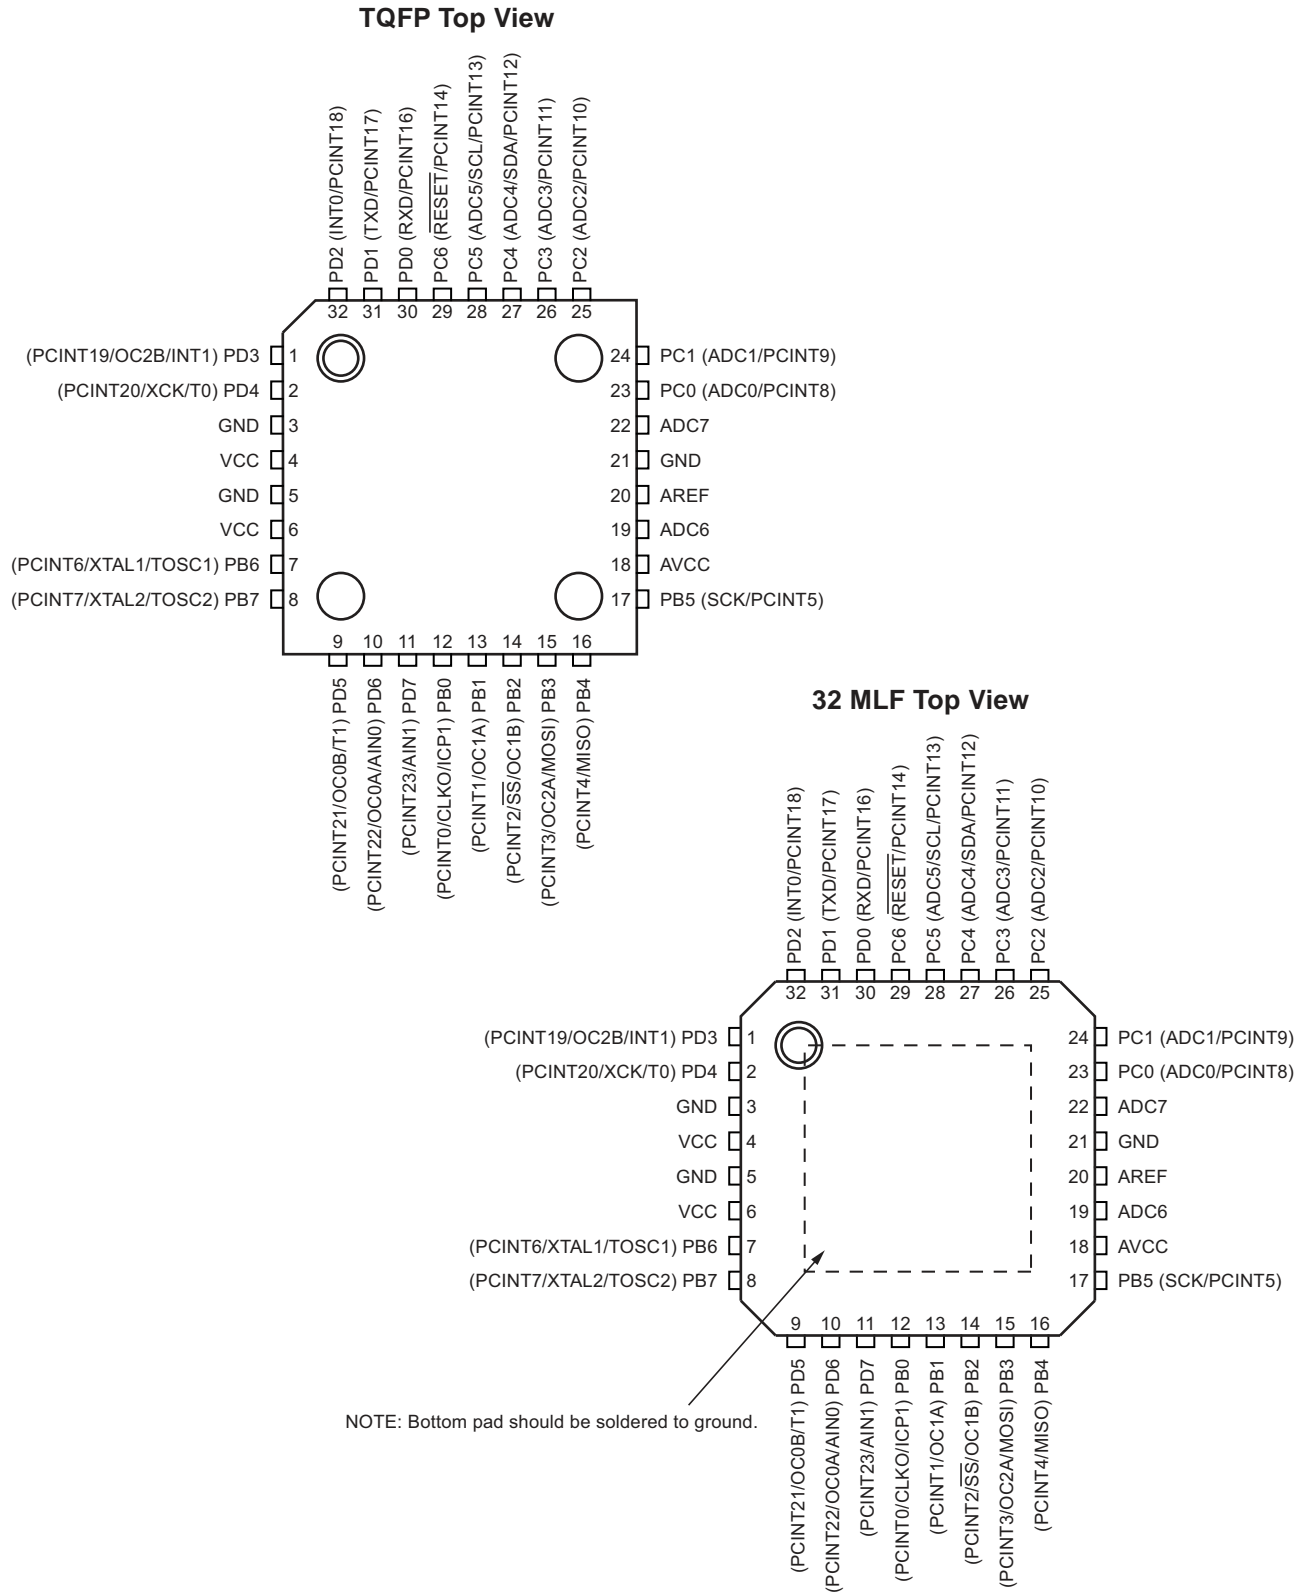 TQFP Top View
PD2 (INT0/PCINT18)
PD1 (TXD/PCINT17)
PD0 (RXD/PCINT16)
PC6 (RESET/PCINT14)
PC5 (ADC5/SCL/PCINT13)
PC4 (ADC4/SDA/PCINT12)
PC3 (ADC3/PCINT11)
PC2 (ADC2/PCINT10)
32 31 30 29 28 27 26 25
(PCINT19/OC2B/INT1) PD3 1
(PCINT20/XCK/T0) PD4 2
GND 3
VCC 4
GND 5
VCC 6
(PCINT6/XTAL1/TOSC1) PB6 7
(PCINT7/XTAL2/TOSC2) PB7 8
24 PC1 (ADC1/PCINT9)
23 PC0 (ADC0/PCINT8)
22 ADC7
21 GND
20 AREF
19 ADC6
18 AVCC
17 PB5 (SCK/PCINT5)
9 10 11 12 13 14 15 16
(PCINT21/OC0B/T1) PD5
(PCINT22/OC0A/AIN0) PD6
(PCINT23/AIN1) PD7
(PCINT0/CLKO/ICP1) PB0
(PCINT1/OC1A) PB1
(PCINT2/SS/OC1B) PB2
(PCINT3/OC2A/MOSI) PB3
(PCINT4/MISO) PB4
32 MLF Top View
PD2 (INT0/PCINT18)
PD1 (TXD/PCINT17)
PD0 (RXD/PCINT16)
PC6 (RESET/PCINT14)
PC5 (ADC5/SCL/PCINT13)
PC4 (ADC4/SDA/PCINT12)
PC3 (ADC3/PCINT11)
PC2 (ADC2/PCINT10)
32 31 30 29 28 27 26 25
(PCINT19/OC2B/INT1) PD3 1
(PCINT20/XCK/T0) PD4 2
GND 3
VCC 4
GND 5
VCC 6
(PCINT6/XTAL1/TOSC1) PB6 7
(PCINT7/XTAL2/TOSC2) PB7 8
24 PC1 (ADC1/PCINT9)
23 PC0 (ADC0/PCINT8)
22 ADC7
21 GND
20 AREF
19 ADC6
18 AVCC
17 PB5 (SCK/PCINT5)
9 10 11 12 13 14 15 16
(PCINT21/OC0B/T1) PD5
(PCINT22/OC0A/AIN0) PD6
(PCINT23/AIN1) PD7
(PCINT0/CLKO/ICP1) PB0
(PCINT1/OC1A) PB1
(PCINT2/SS/OC1B) PB2
(PCINT3/OC2A/MOSI) PB3
(PCINT4/MISO) PB4
NOTE: Bottom pad should be soldered to ground.